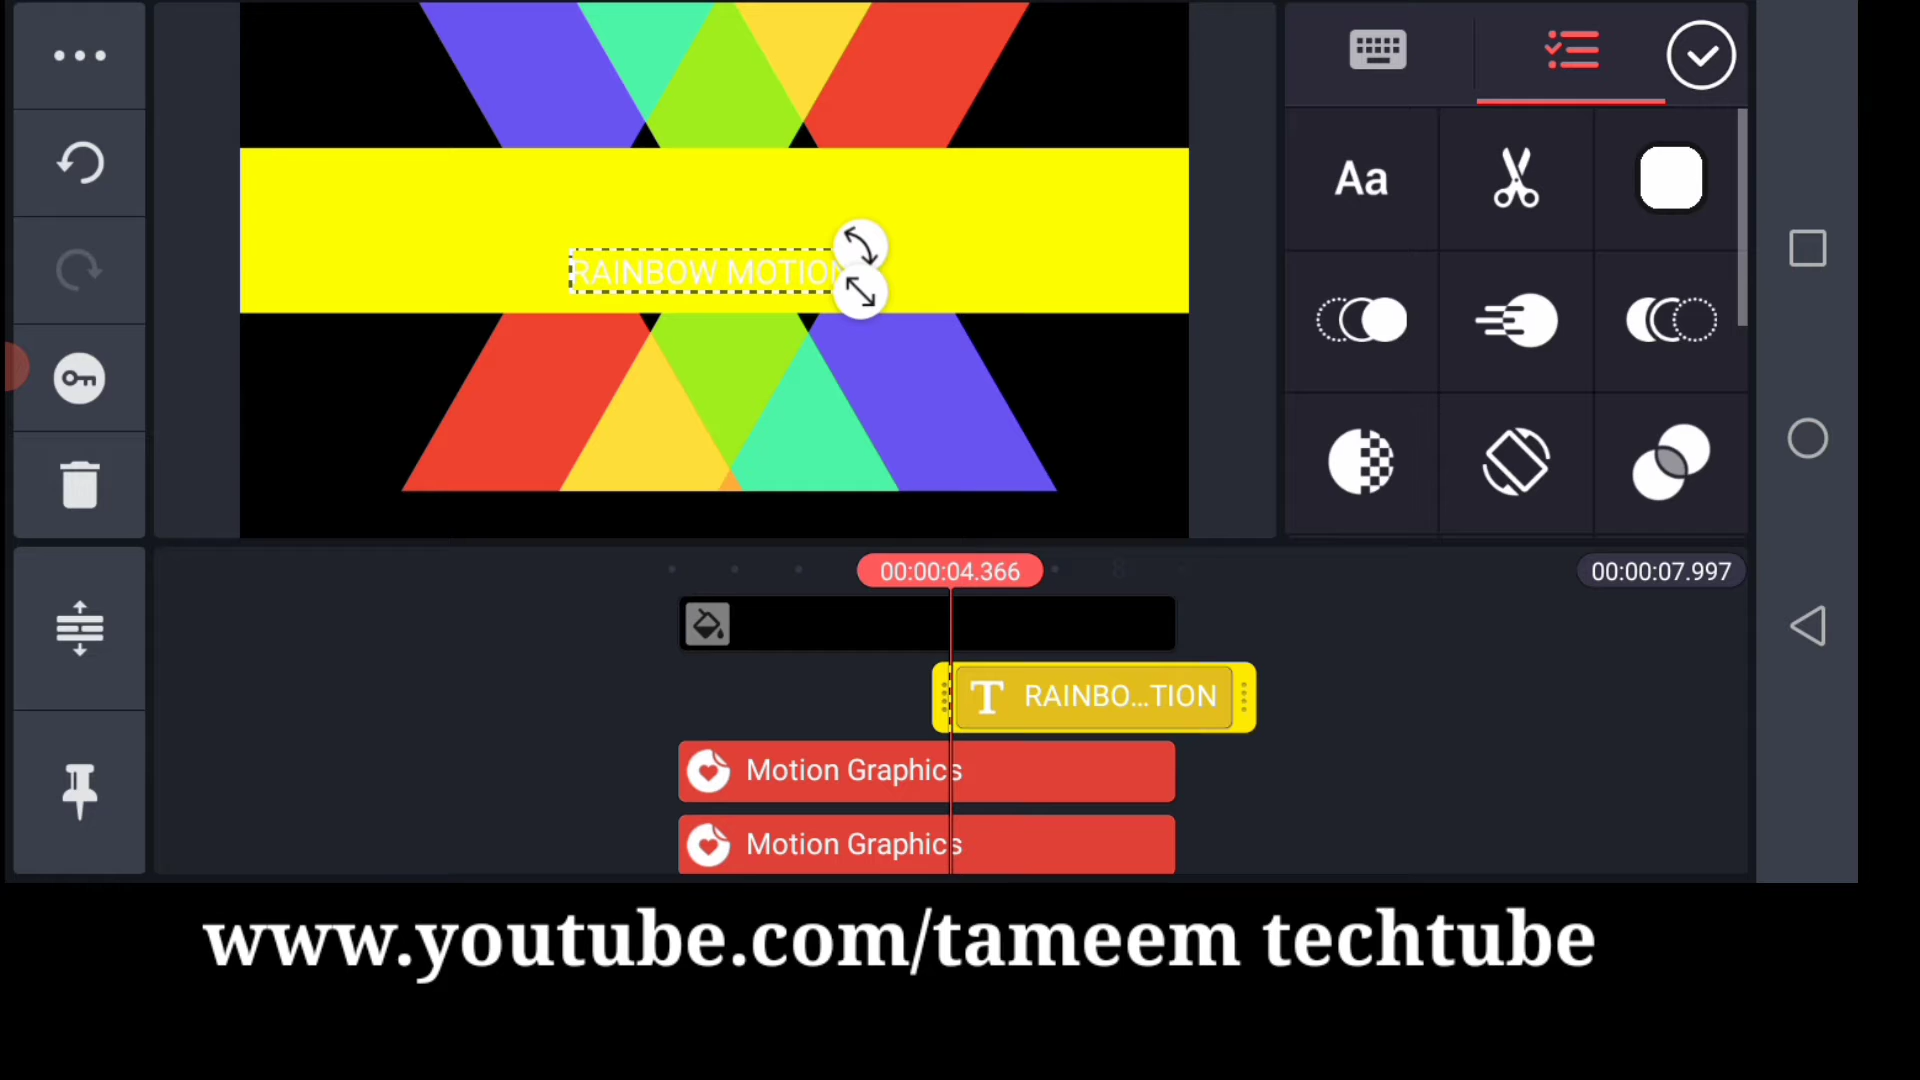 Aa
RAINBOW MOTION
00:00:04.366
8
00:00:07.997
T RAINBO...TION
Motion Graphics
Motion Graphics
www.youtube.com/tameem techtube